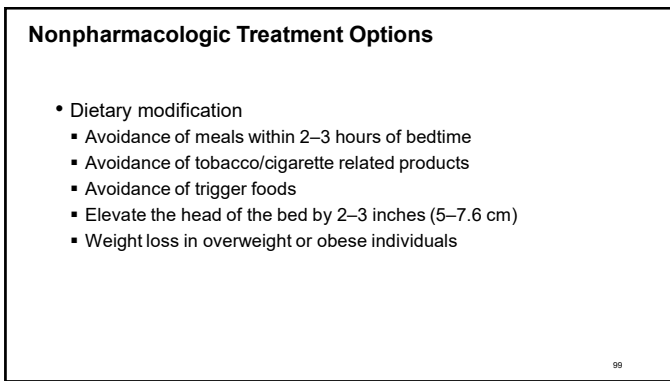 Nonpharmacologic Treatment Options
• Dietary modification
▪ Avoidance of meals within 2–3 hours of bedtime
▪ Avoidance of tobacco/cigarette related products
▪ Avoidance of trigger foods
▪ Elevate the head of the bed by 2–3 inches (5–7.6 cm)
▪ Weight loss in overweight or obese individuals
99